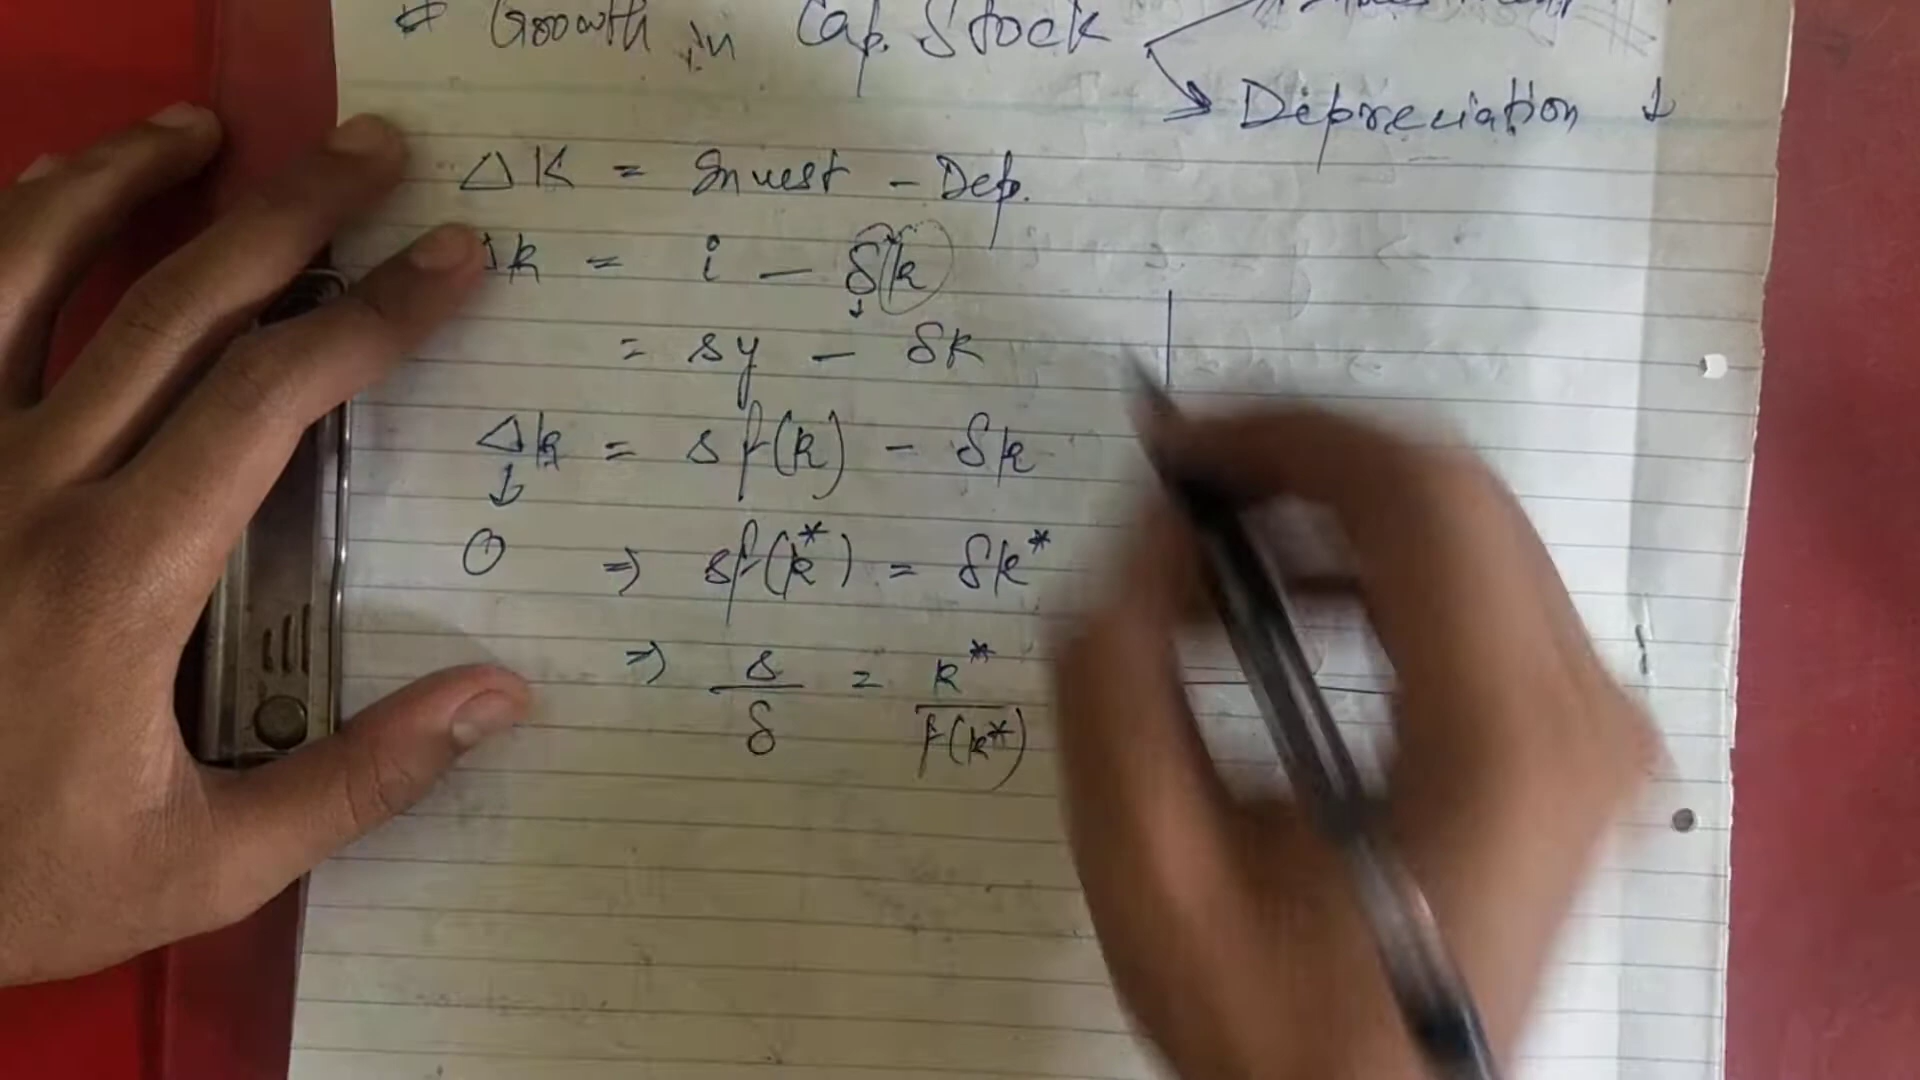 # Growth in Cap. Stock
Depreciation ↓
ΔK = Invest - Dep.
Δk = i - δk
= sy - δk
Δk = sf(k) - δk
↓
0 ⇒ sf(k*) = δk*
⇒ s/δ = k*/f(k*)